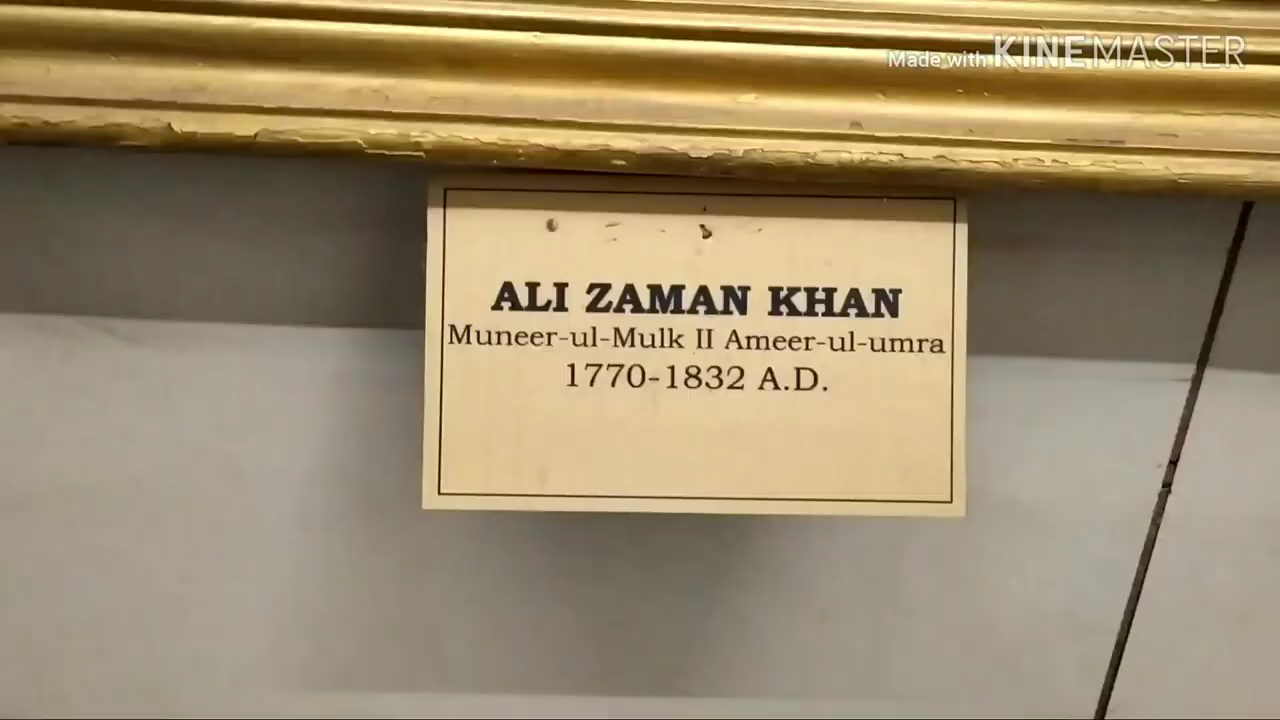 Made with KINEMASTER
ALI ZAMAN KHAN
Muneer-ul-Mulk II Ameer-ul-umra
1770-1832 A.D.